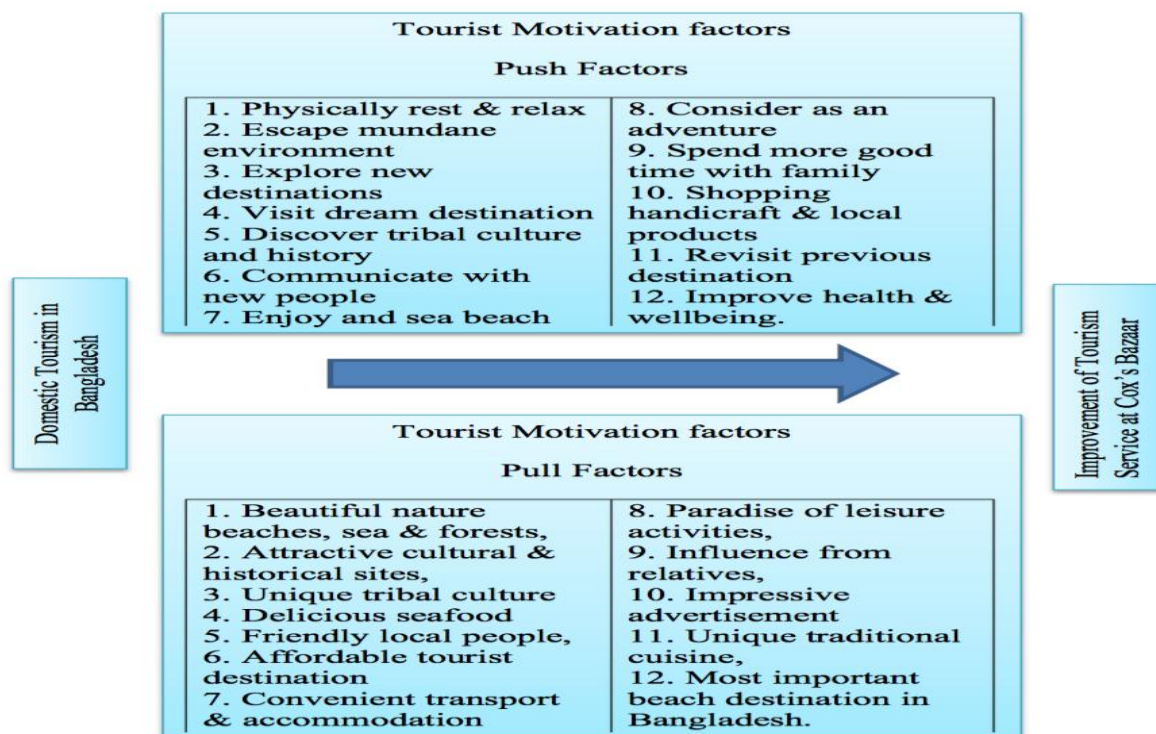 Tourist Motivation factors
Push Factors
1. Physically rest & relax
2. Escape mundane
environment
3. Explore new
destinations
4. Visit dream destination
5. Discover tribal culture
and history
6. Communicate with
new people
7. Enjoy and sea beach
8. Consider as an
adventure
9. Spend more good
time with family
10. Shopping
handicraft & local
products
11. Revisit previous
destination
12. Improve health &
wellbeing.
Domestic Tourism in
Bangladesh
Improvement of Tourism
Service at Cox's Bazaar
Tourist Motivation factors
Pull Factors
1. Beautiful nature
beaches, sea & forests,
2. Attractive cultural &
historical sites,
3. Unique tribal culture
4. Delicious seafood
5. Friendly local people,
6. Affordable tourist
destination
7. Convenient transport
& accommodation
8. Paradise of leisure
activities,
9. Influence from
relatives,
10. Impressive
advertisement
11. Unique traditional
cuisine,
12. Most important
beach destination in
Bangladesh.